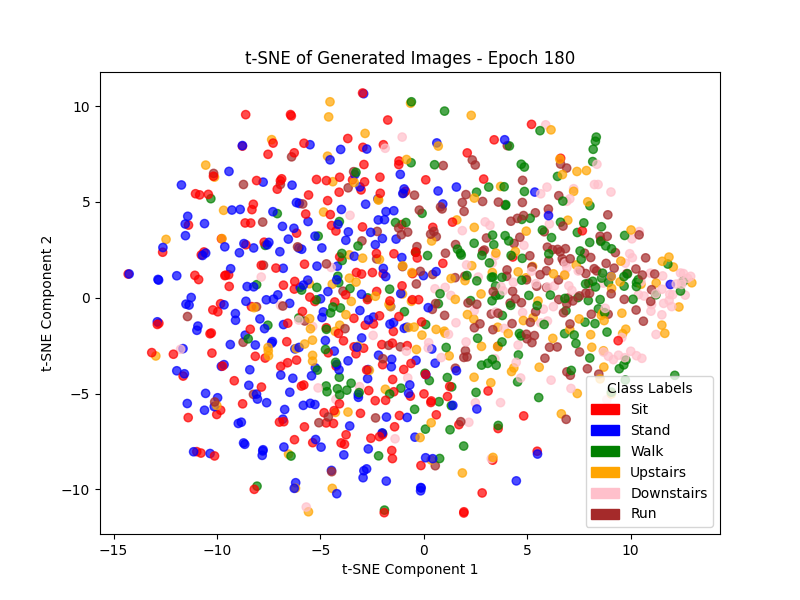 t-SNE of Generated Images - Epoch 180
t-SNE Component 2
10
5
0
−5
−10
−15
−10
−5
0
5
10
t-SNE Component 1
Class Labels
Sit
Stand
Walk
Upstairs
Downstairs
Run